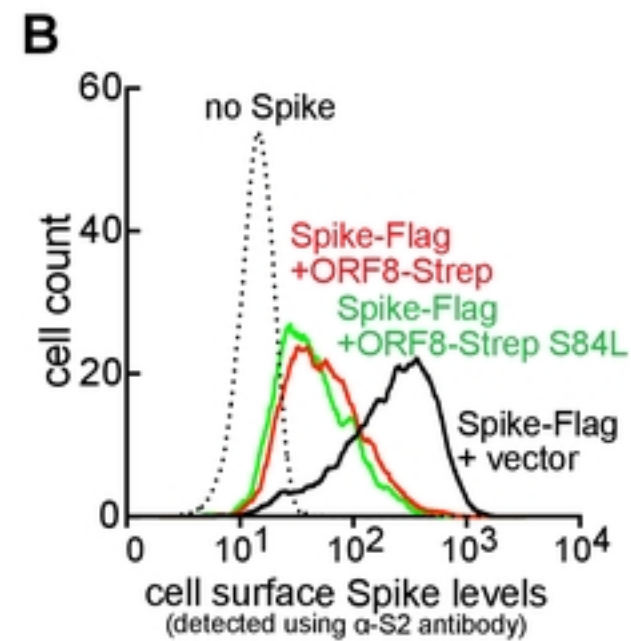 B
60
no Spike
40
Spike-Flag
+ORF8-Strep
Spike-Flag
+ORF8-Strep S84L
20
Spike-Flag
+ vector
0
cell count
0 10¹ 10² 10³ 10⁴
cell surface Spike levels
(detected using α-S2 antibody)